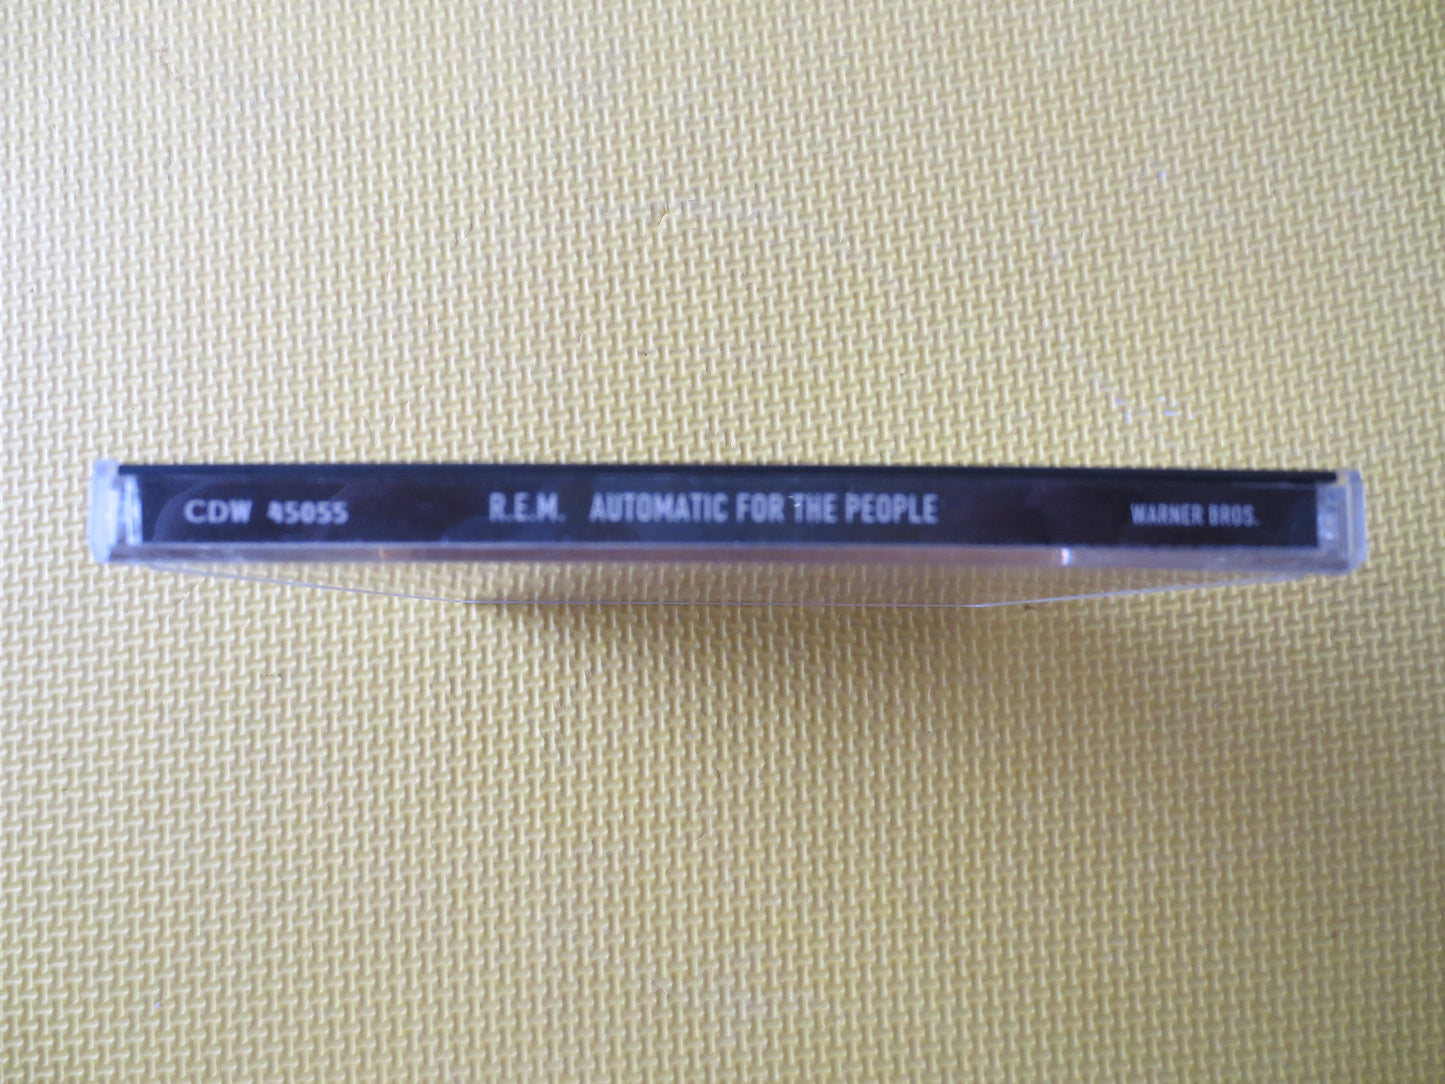 CDW 45055 R.E.M. AUTOMATIC FOR THE PEOPLE WARNER BROS.